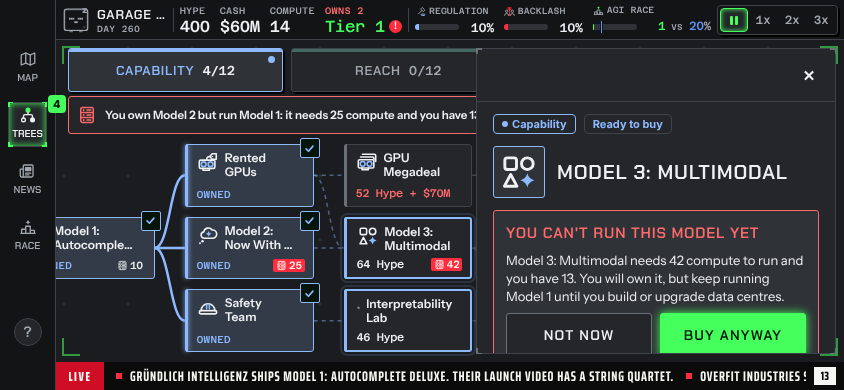 GARAGE ...
DAY 260
HYPE
400
CASH
$60M
COMPUTE
14
OWNS 2
Tier 1
REGULATION
10%
BACKLASH
10%
AGI RACE
1 vs 20%
1x 2x 3x
MAP
4
TREES
NEWS
RACE
?
CAPABILITY 4/12
REACH 0/12
You own Model 2 but run Model 1: it needs 25 compute and you have
Model 1:
Autocomple...
10
Rented
GPUs
OWNED
Model 2:
Now With ...
OWNED
25
Safety
Team
OWNED
GPU
Megadeal
52 Hype + $70M
Model 3:
Multimodal
64 Hype
42
Interpretability
Lab
46 Hype
Capability
Ready to buy
MODEL 3: MULTIMODAL
YOU CAN'T RUN THIS MODEL YET
Model 3: Multimodal needs 42 compute to run and
you have 13. You will own it, but keep running
Model 1 until you build or upgrade data centres.
NOT NOW
BUY ANYWAY
LIVE
GRÜNDLICH INTELLIGENZ SHIPS MODEL 1: AUTOCOMPLETE DELUXE. THEIR LAUNCH VIDEO HAS A STRING QUARTET.
OVERFIT INDUSTRIES
13